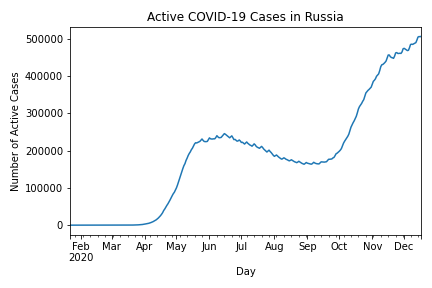 Active COVID-19 Cases in Russia
Number of Active Cases
500000
400000
300000
200000
100000
0
Feb Mar Apr May Jun Jul Aug Sep Oct Nov Dec
2020
Day